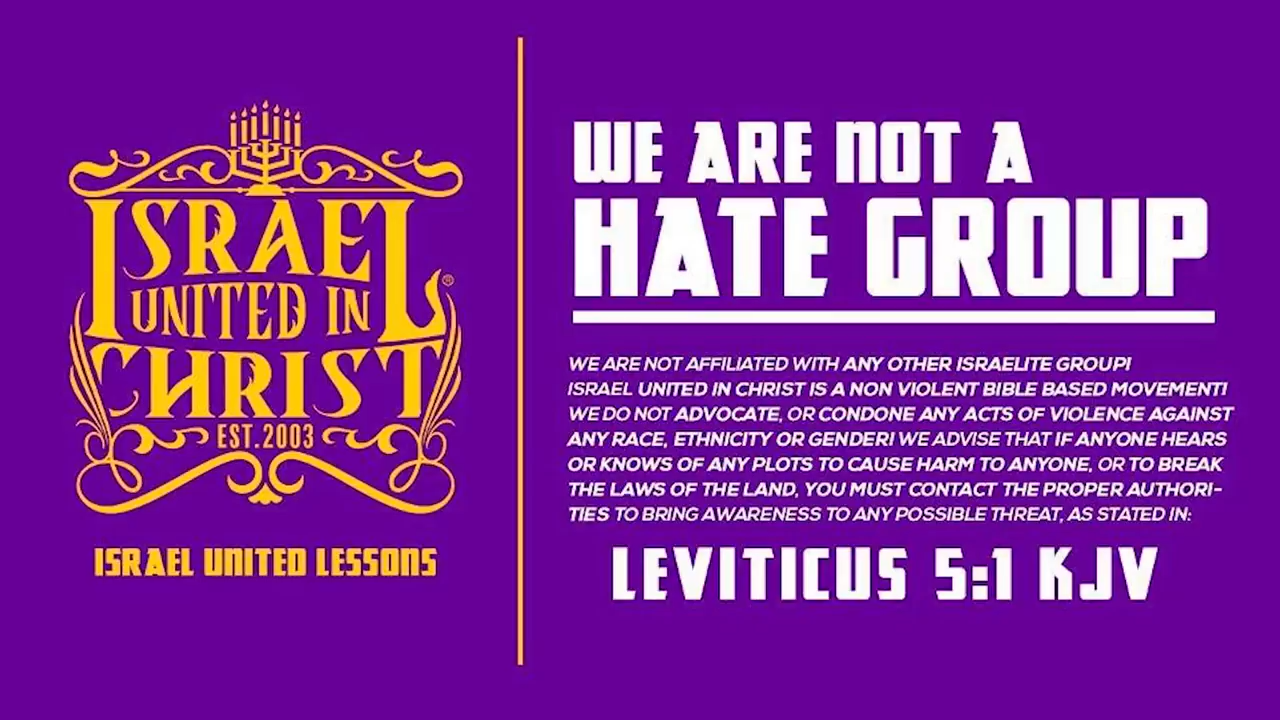 ISRAEL
UNITED IN
CHRIST
EST. 2003
®
ISRAEL UNITED LESSONS
WE ARE NOT A
HATE GROUP
WE ARE NOT AFFILIATED WITH ANY OTHER ISRAELITE GROUP!
ISRAEL UNITED IN CHRIST IS A NON VIOLENT BIBLE BASED MOVEMENT!
WE DO NOT ADVOCATE, OR CONDONE ANY ACTS OF VIOLENCE AGAINST
ANY RACE, ETHNICITY OR GENDER! WE ADVISE THAT IF ANYONE HEARS
OR KNOWS OF ANY PLOTS TO CAUSE HARM TO ANYONE, OR TO BREAK
THE LAWS OF THE LAND, YOU MUST CONTACT THE PROPER AUTHORI-
TIES TO BRING AWARENESS TO ANY POSSIBLE THREAT, AS STATED IN:
LEVITICUS 5:1 KJV